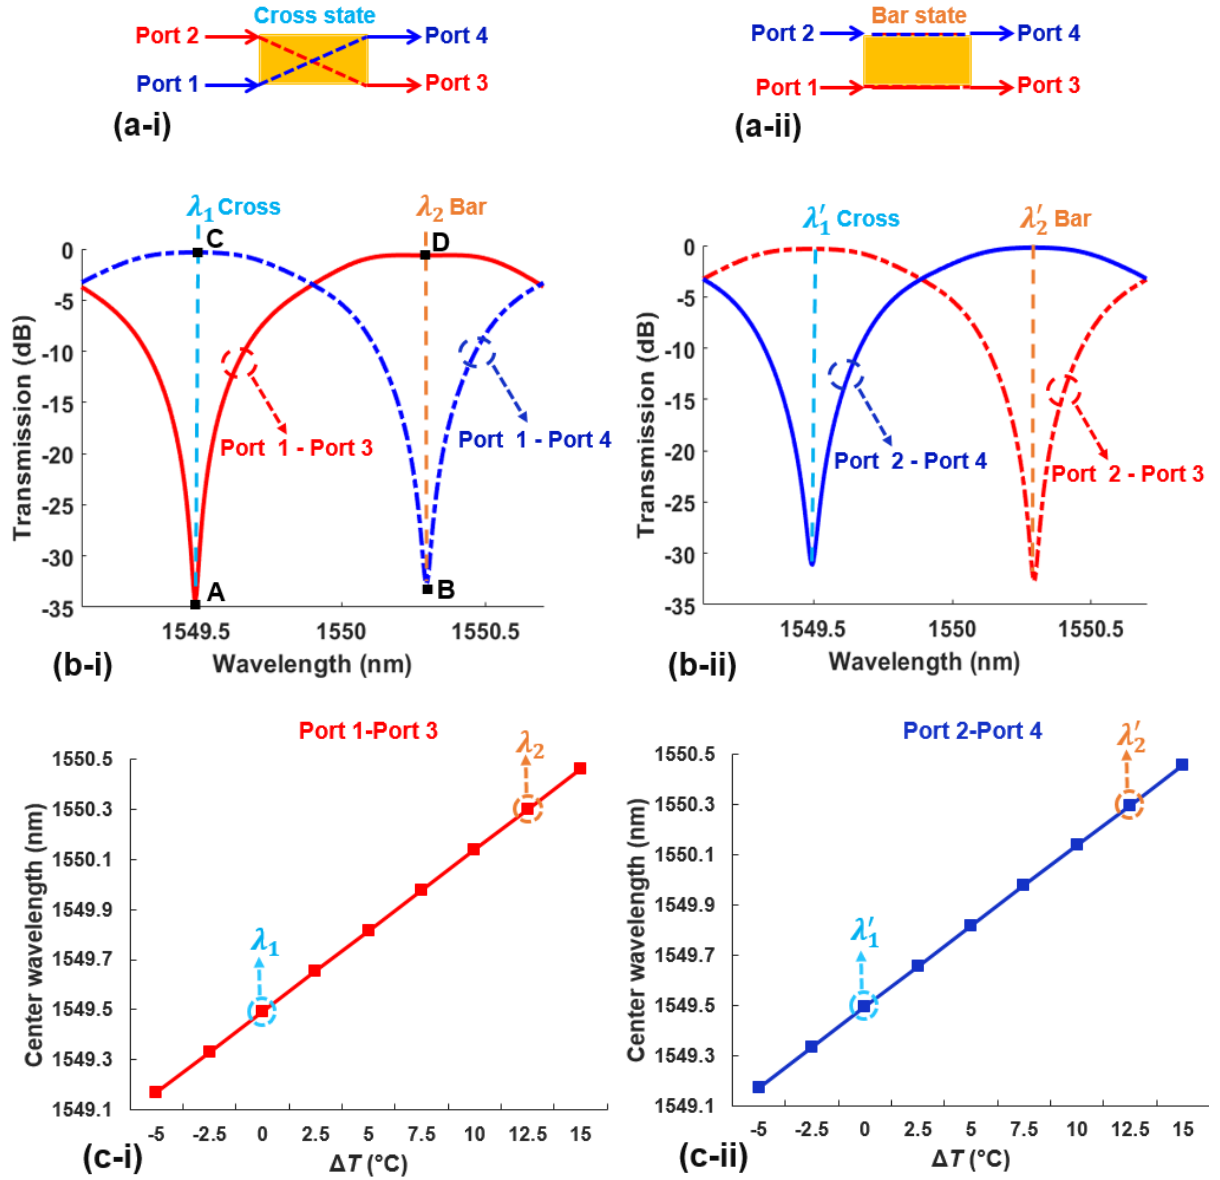 Cross state
Port 2
Port 4
Port 1
Port 3
(a-i)
Bar state
Port 2
Port 4
Port 1
Port 3
(a-ii)
λ₁ Cross
λ₂ Bar
C
D
0
-5
-10
-15
-20
-25
-30
-35
Transmission (dB)
Port 1 - Port 3
Port 1 - Port 4
A
B
1549.5
1550
1550.5
Wavelength (nm)
(b-i)
λ₁′ Cross
λ₂′ Bar
0
-5
-10
-15
-20
-25
-30
-35
Transmission (dB)
Port 2 - Port 4
Port 2 - Port 3
1549.5
1550
1550.5
Wavelength (nm)
(b-ii)
Port 1-Port 3
λ₂
λ₁
1550.5
1550.3
1550.1
1549.9
1549.7
1549.5
1549.3
1549.1
Center wavelength (nm)
-5
-2.5
0
2.5
5
7.5
10
12.5
15
ΔT (°C)
(c-i)
Port 2-Port 4
λ₂′
λ₁′
1550.5
1550.3
1550.1
1549.9
1549.7
1549.5
1549.3
1549.1
Center wavelength (nm)
-5
-2.5
0
2.5
5
7.5
10
12.5
15
ΔT (°C)
(c-ii)